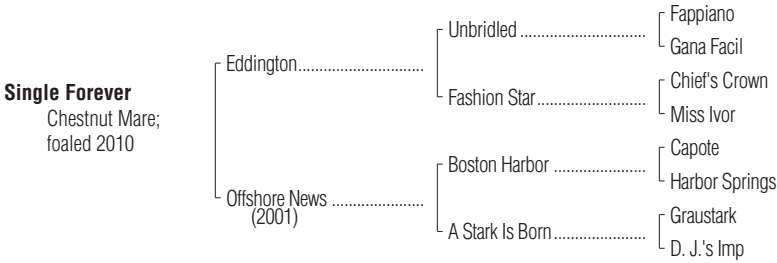 Fappiano
Unbridled
Gana Facil
Eddington
Chief's Crown
Fashion Star
Miss Ivor
Single Forever
Chestnut Mare;
foaled 2010
Capote
Boston Harbor
Harbor Springs
Offshore News
(2001)
Graustark
A Stark Is Born
D. J.'s Imp